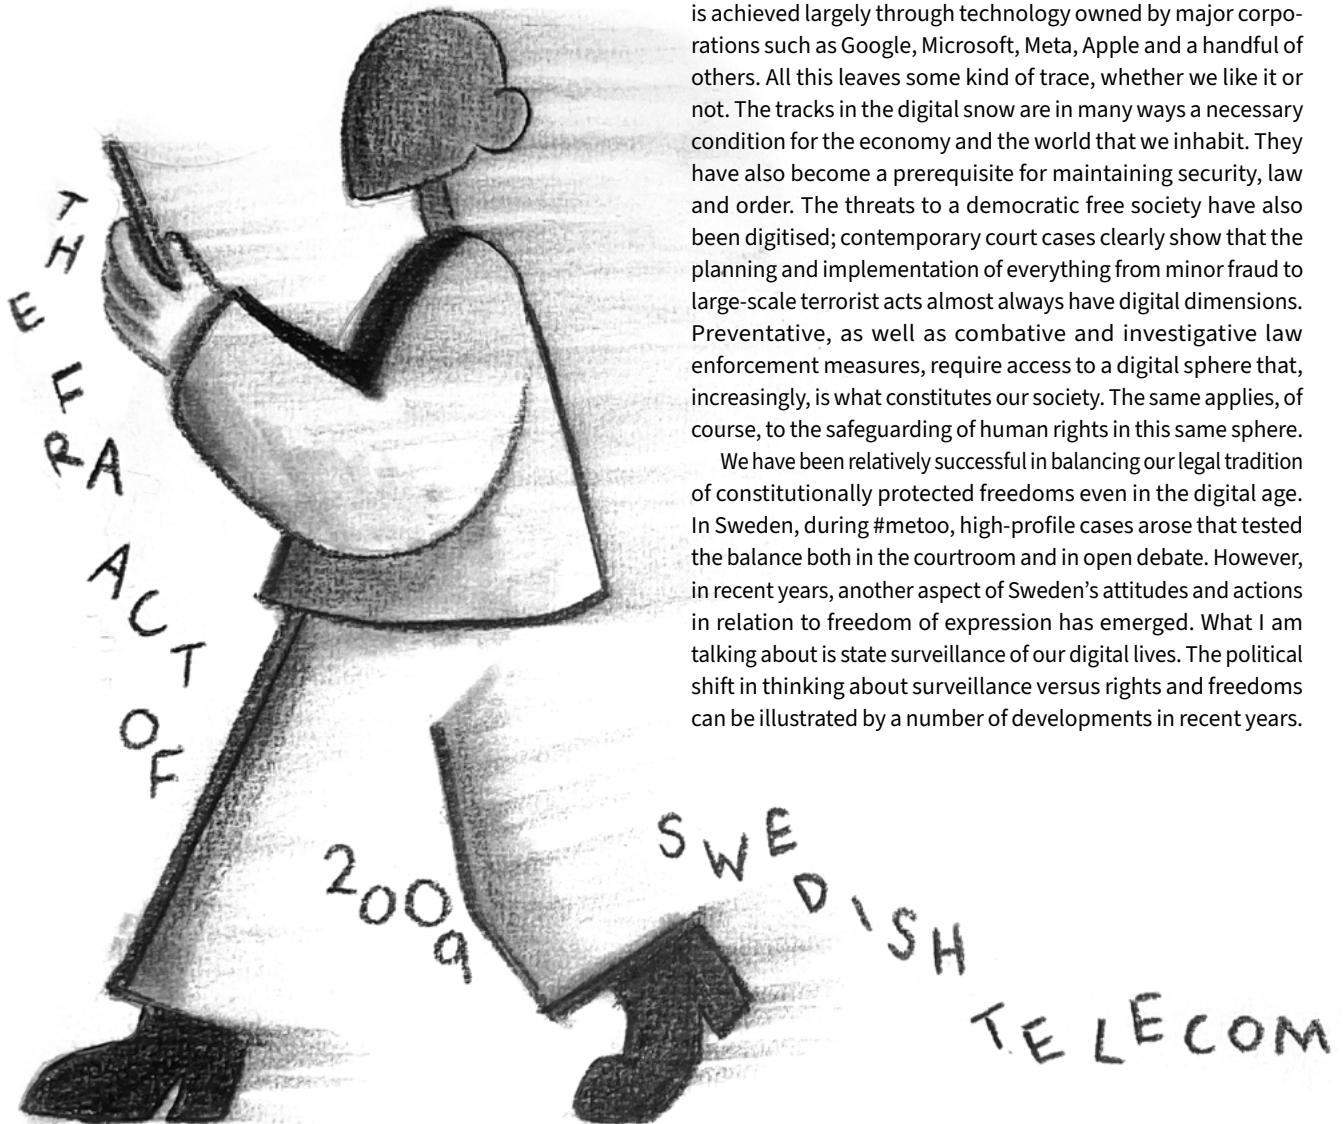 is achieved largely through technology owned by major corpo-
rations such as Google, Microsoft, Meta, Apple and a handful of
others. All this leaves some kind of trace, whether we like it or
not. The tracks in the digital snow are in many ways a necessary
condition for the economy and the world that we inhabit. They
have also become a prerequisite for maintaining security, law
and order. The threats to a democratic free society have also
been digitised; contemporary court cases clearly show that the
planning and implementation of everything from minor fraud to
large-scale terrorist acts almost always have digital dimensions.
Preventative, as well as combative and investigative law
enforcement measures, require access to a digital sphere that,
increasingly, is what constitutes our society. The same applies, of
course, to the safeguarding of human rights in this same sphere.
We have been relatively successful in balancing our legal tradition
of constitutionally protected freedoms even in the digital age.
In Sweden, during #metoo, high-profile cases arose that tested
the balance both in the courtroom and in open debate. However,
in recent years, another aspect of Sweden’s attitudes and actions
in relation to freedom of expression has emerged. What I am
talking about is state surveillance of our digital lives. The political
shift in thinking about surveillance versus rights and freedoms
can be illustrated by a number of developments in recent years.
THE FRA ACT OF
2009
SWEDISH
TELECOM